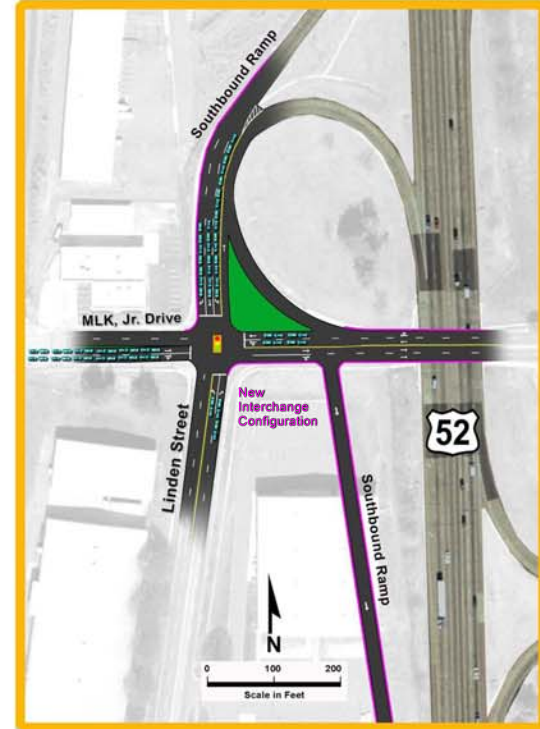 Southbound Ramp
MLK, Jr. Drive
New
Interchange
Configuration
52
Linden Street
Southbound Ramp
N
0 100 200
Scale in Feet